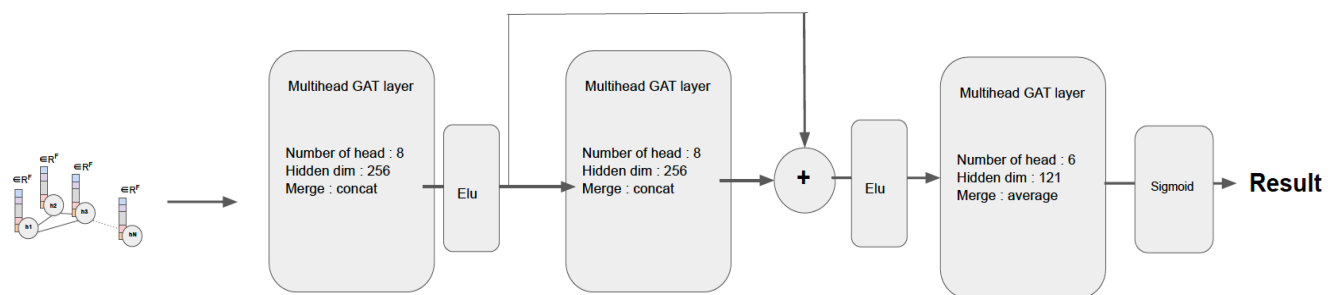 ∈R^F
∈R^F
∈R^F
∈R^F
h1
h2
h3
hN
Multihead GAT layer
Number of head : 8
Hidden dim : 256
Merge : concat
Elu
Multihead GAT layer
Number of head : 8
Hidden dim : 256
Merge : concat
+
Elu
Multihead GAT layer
Number of head : 6
Hidden dim : 121
Merge : average
Sigmoid
Result